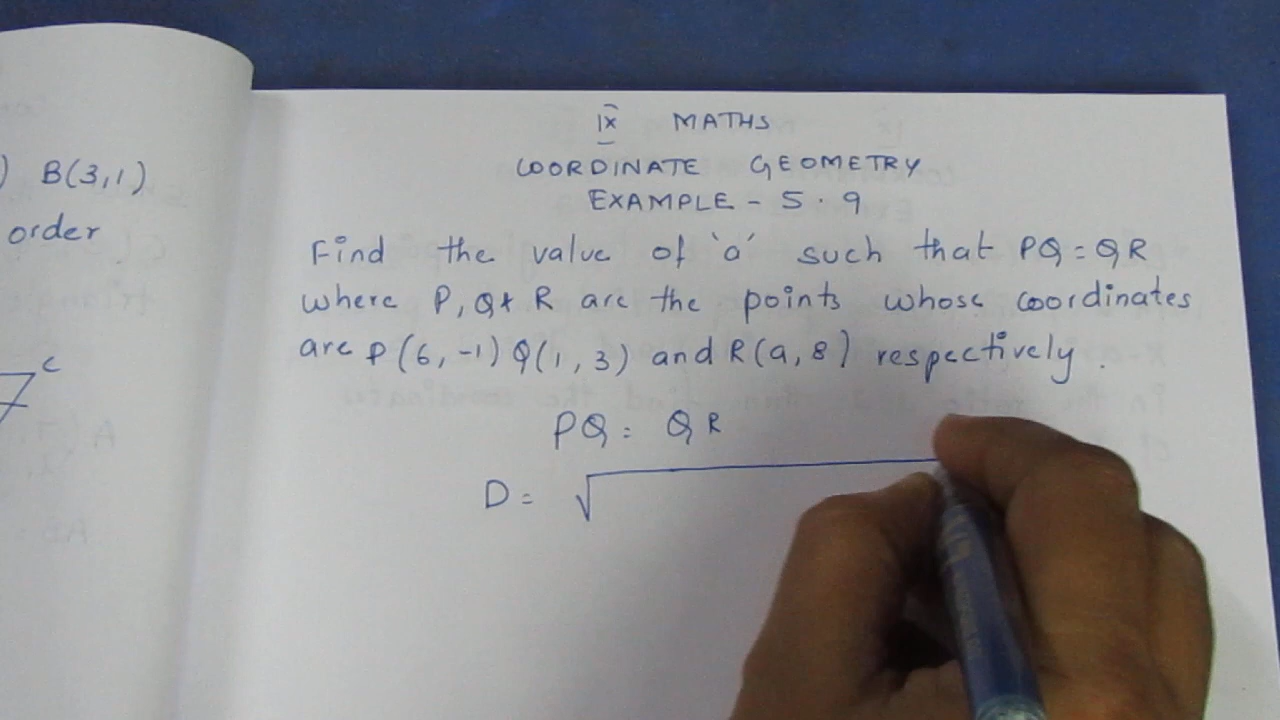 ) B(3,1)
order
c
IX MATHS
COORDINATE GEOMETRY
EXAMPLE - 5.9
Find the value of 'a' such that PQ = QR
where P, Q & R are the points whose coordinates
are P(6,-1) Q(1, 3) and R(a, 8) respectively.
PQ = QR
D = √